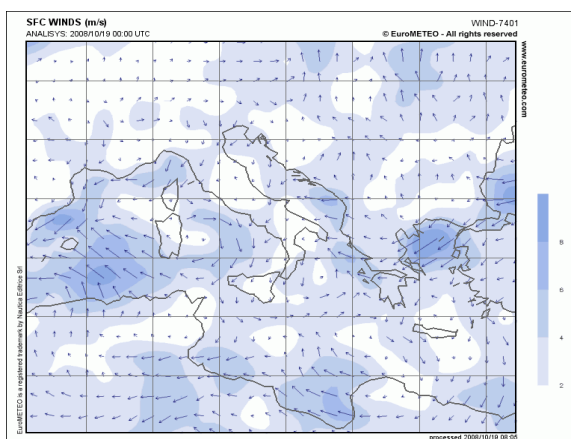 SFC WINDS (m/s)
WIND-7401
ANALISYS: 2008/10/19 00:00 UTC
© EuroMETEO - All rights reserved
www.eurometeo.com
8
6
4
2
EuroMETEO is a registered trademark by Nautica Editrice Srl
processed 2008/10/19 08:05